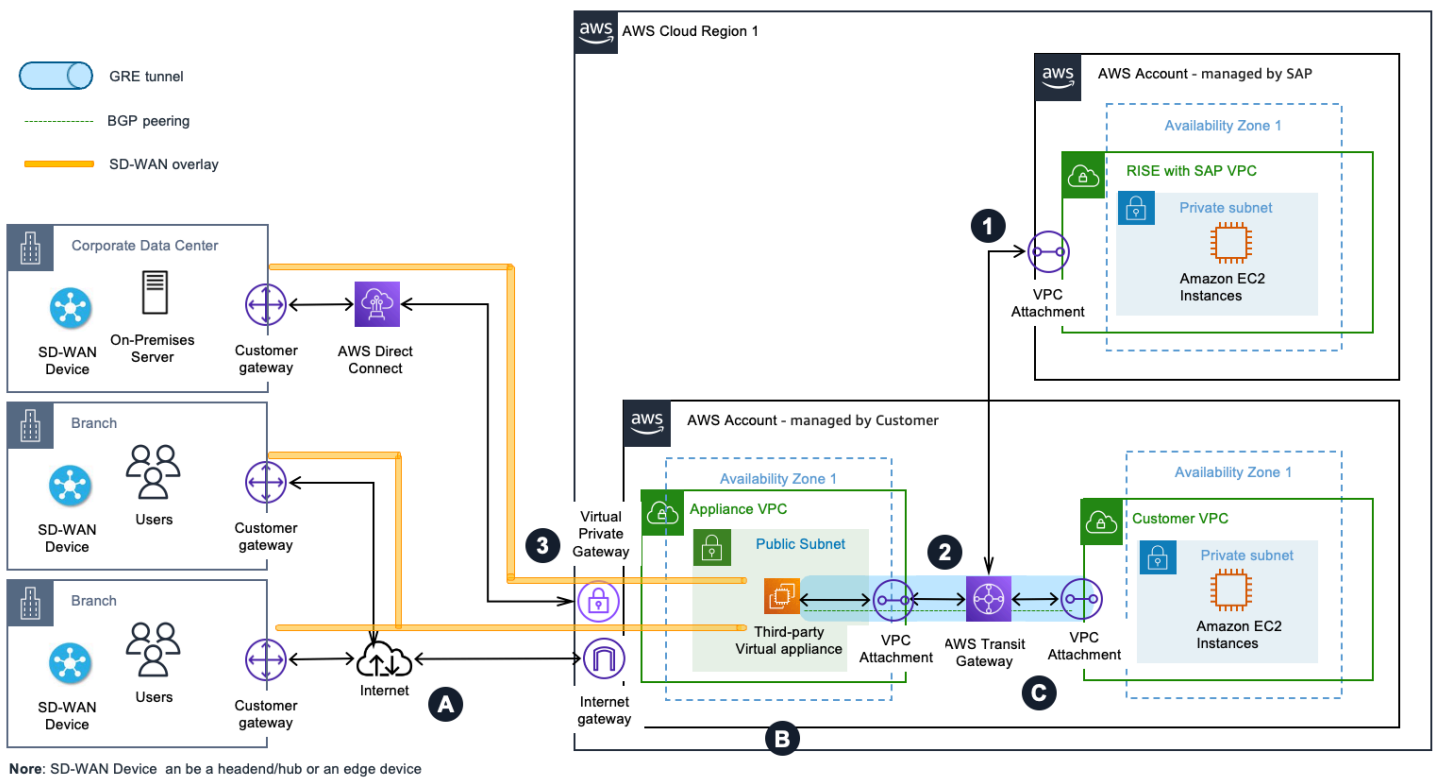 aws
AWS Cloud Region 1
GRE tunnel
BGP peering
SD-WAN overlay
aws
AWS Account - managed by SAP
Availability Zone 1
RISE with SAP VPC
Private subnet
Amazon EC2
Instances
1
VPC
Attachment
Corporate Data Center
SD-WAN
Device
On-Premises
Server
Customer
gateway
AWS Direct
Connect
Branch
SD-WAN
Device
Users
Customer
gateway
Branch
SD-WAN
Device
Users
Customer
gateway
Internet
A
aws
AWS Account - managed by Customer
3
Virtual
Private
Gateway
Internet
gateway
Availability Zone 1
Appliance VPC
Public Subnet
Third-party
Virtual appliance
VPC
Attachment
2
AWS Transit
Gateway
VPC
Attachment
C
Availability Zone 1
Customer VPC
Private subnet
Amazon EC2
Instances
B
Nore: SD-WAN Device an be a headend/hub or an edge device